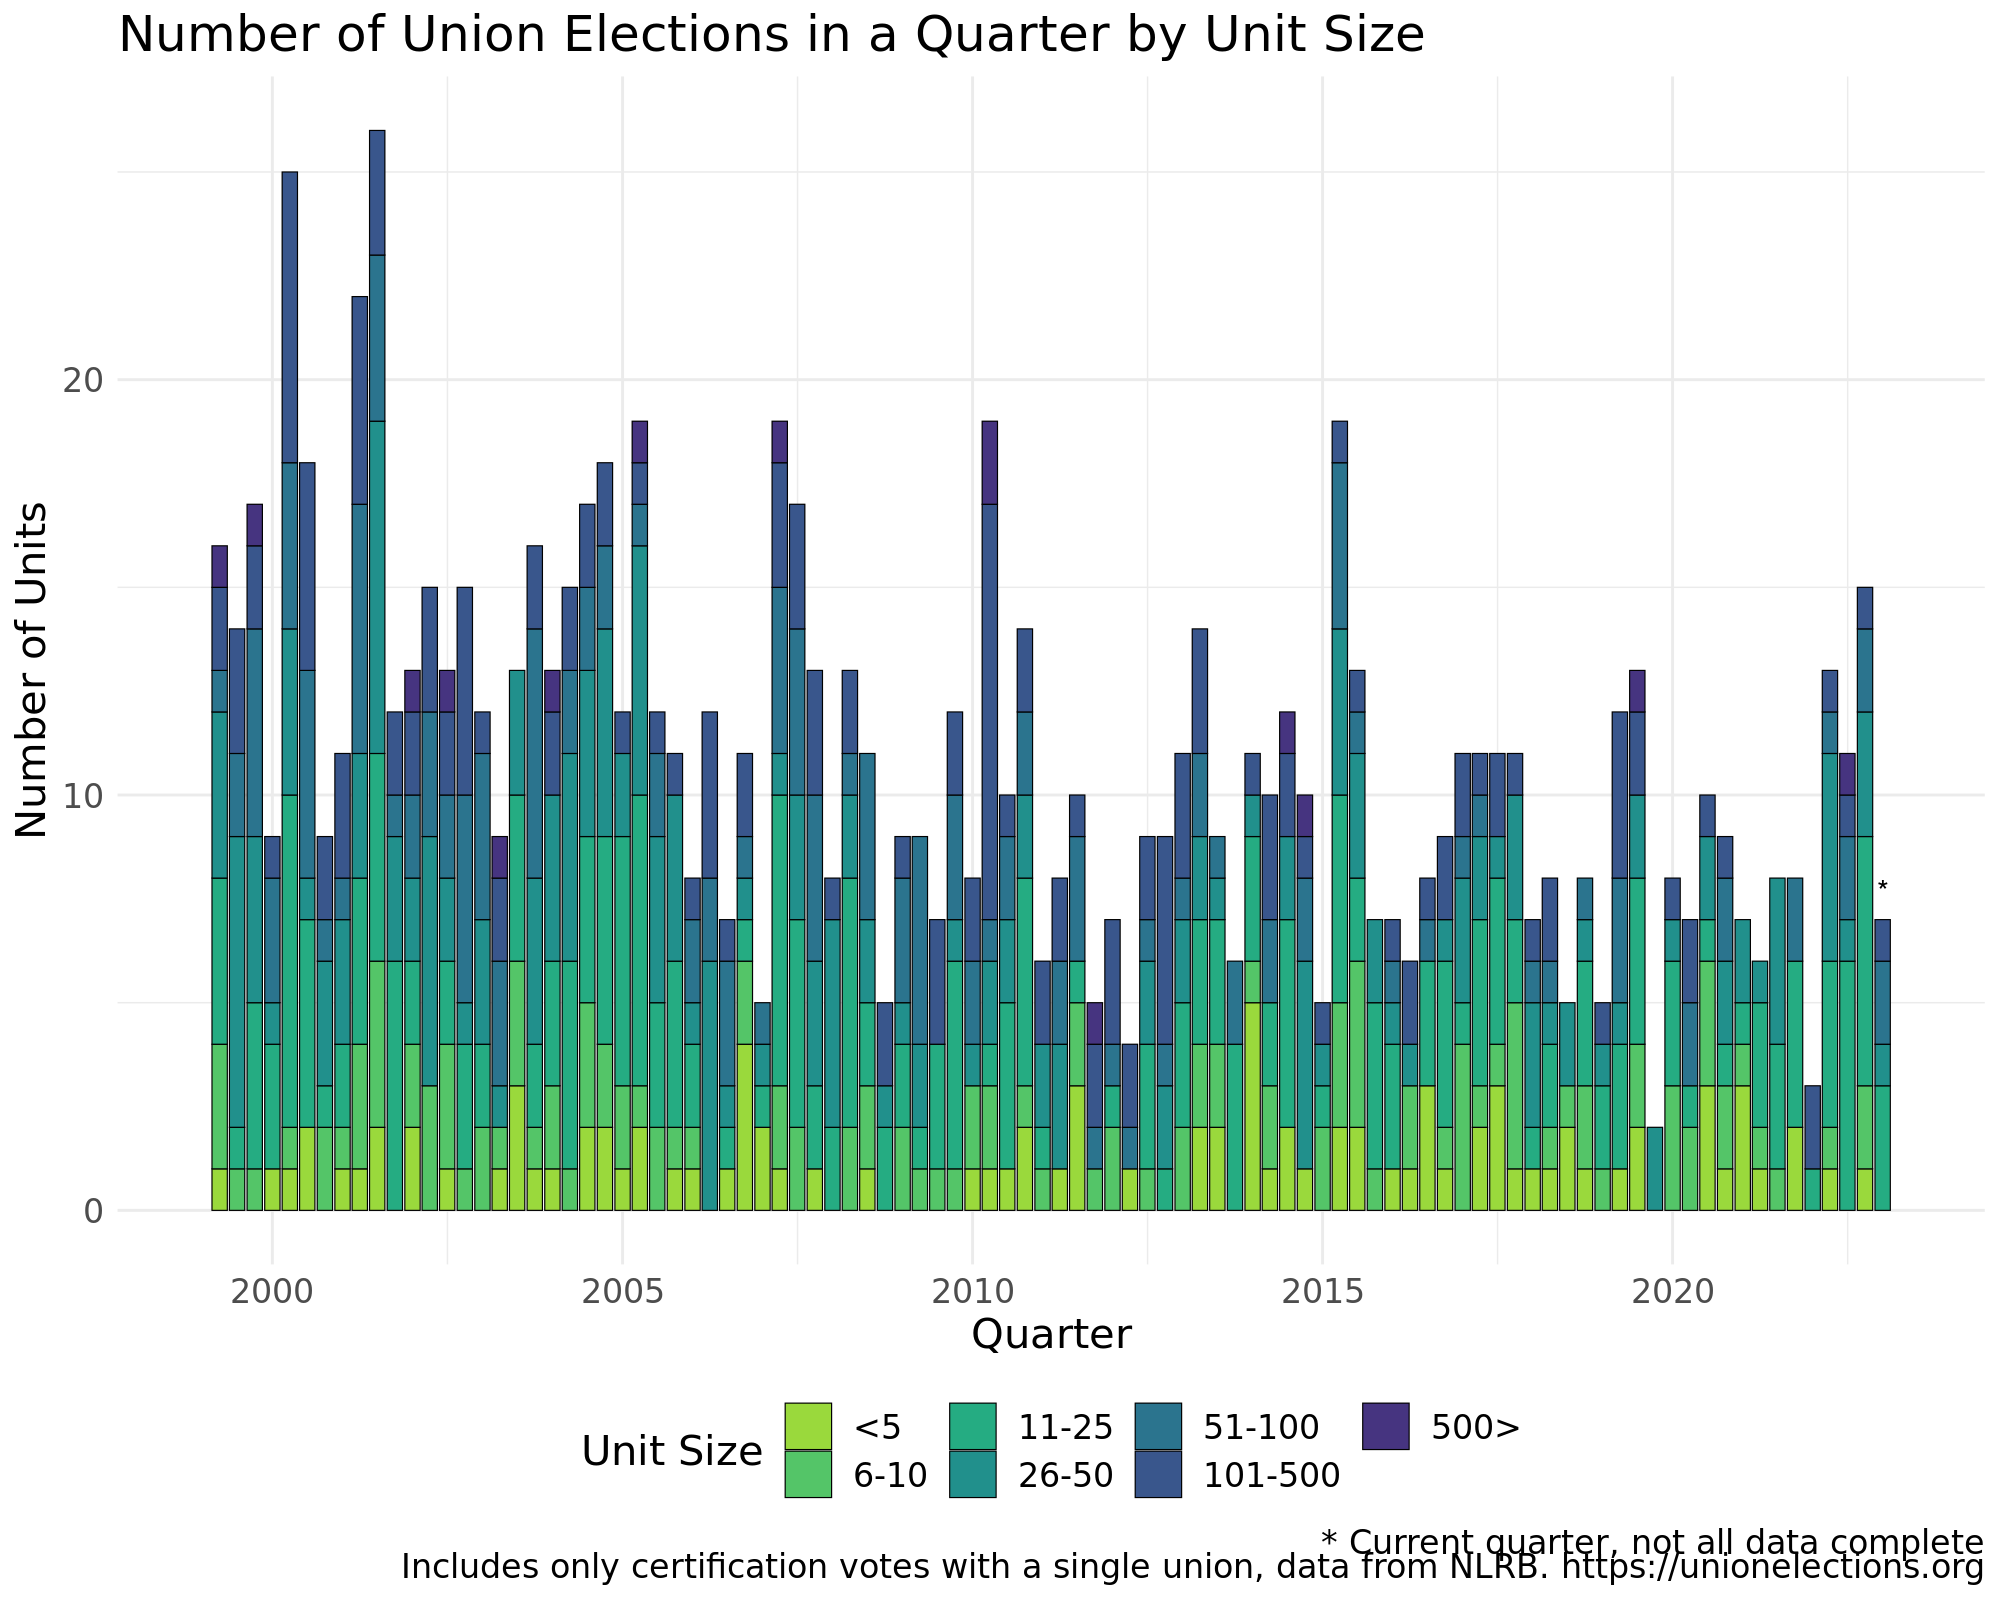 Number of Union Elections in a Quarter by Unit Size
Number of Units
20
10
0
*
2000 2005 2010 2015 2020
Quarter
Unit Size
<5 11-25 51-100 500>
6-10 26-50 101-500
* Current quarter, not all data complete
Includes only certification votes with a single union, data from NLRB. https://unionelections.org